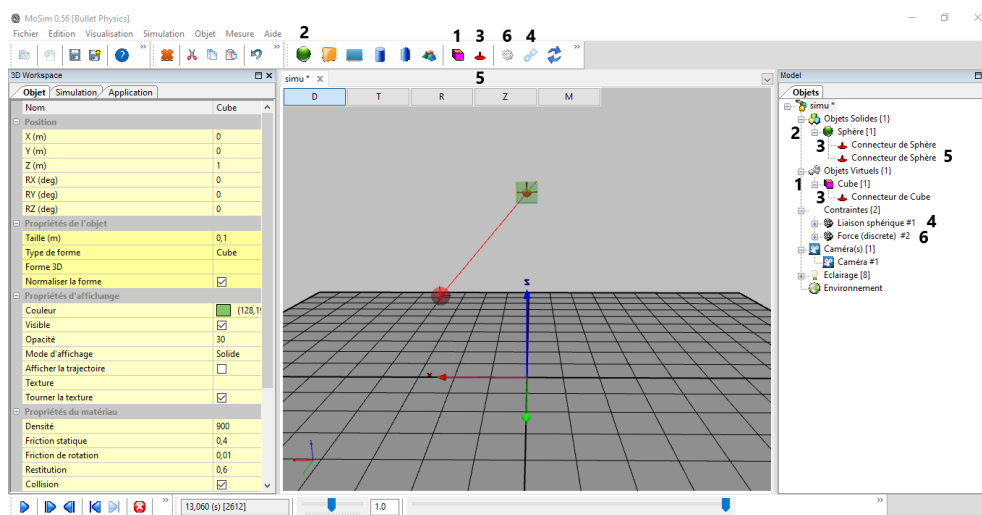 MoSim 0.56 [Bullet Physics]
Fichier Edition Visualisation Simulation Objet Mesure Aide
2 1 3 6 4
3D Workspace
simu * X
5
Model
Objet Simulation Application
D T R Z M
Objets
Nom Cube
Position
X (m) 0
Y (m) 0
Z (m) 1
RX (deg) 0
RY (deg) 0
RZ (deg) 0
Propriétés de l'objet
Taille (m) 0,1
Type de forme Cube
Forme 3D
Normaliser la forme
Propriétés d'affichange
Couleur
Visible
Opacité 30
Mode d'affichage Solide
Afficher la trajectoire
Texture
Tourner la texture
Propriétés du matériau
Densité 900
Friction statique 0,4
Friction de rotation 0,01
Restitution 0,6
Collision
z
x
simu *
Objets Solides {1}
2 Sphère [1]
3 Connecteur de Sphère
Connecteur de Sphère 5
Objets Virtuels {1}
1 Cube [1]
3 Connecteur de Cube
Contraintes {2}
Liaison sphérique #1 4
Force (discrete) #2 6
Caméra(s) [1]
Caméra #1
Eclairage [8]
Environnement
13,060 (s) [2612] 1.0